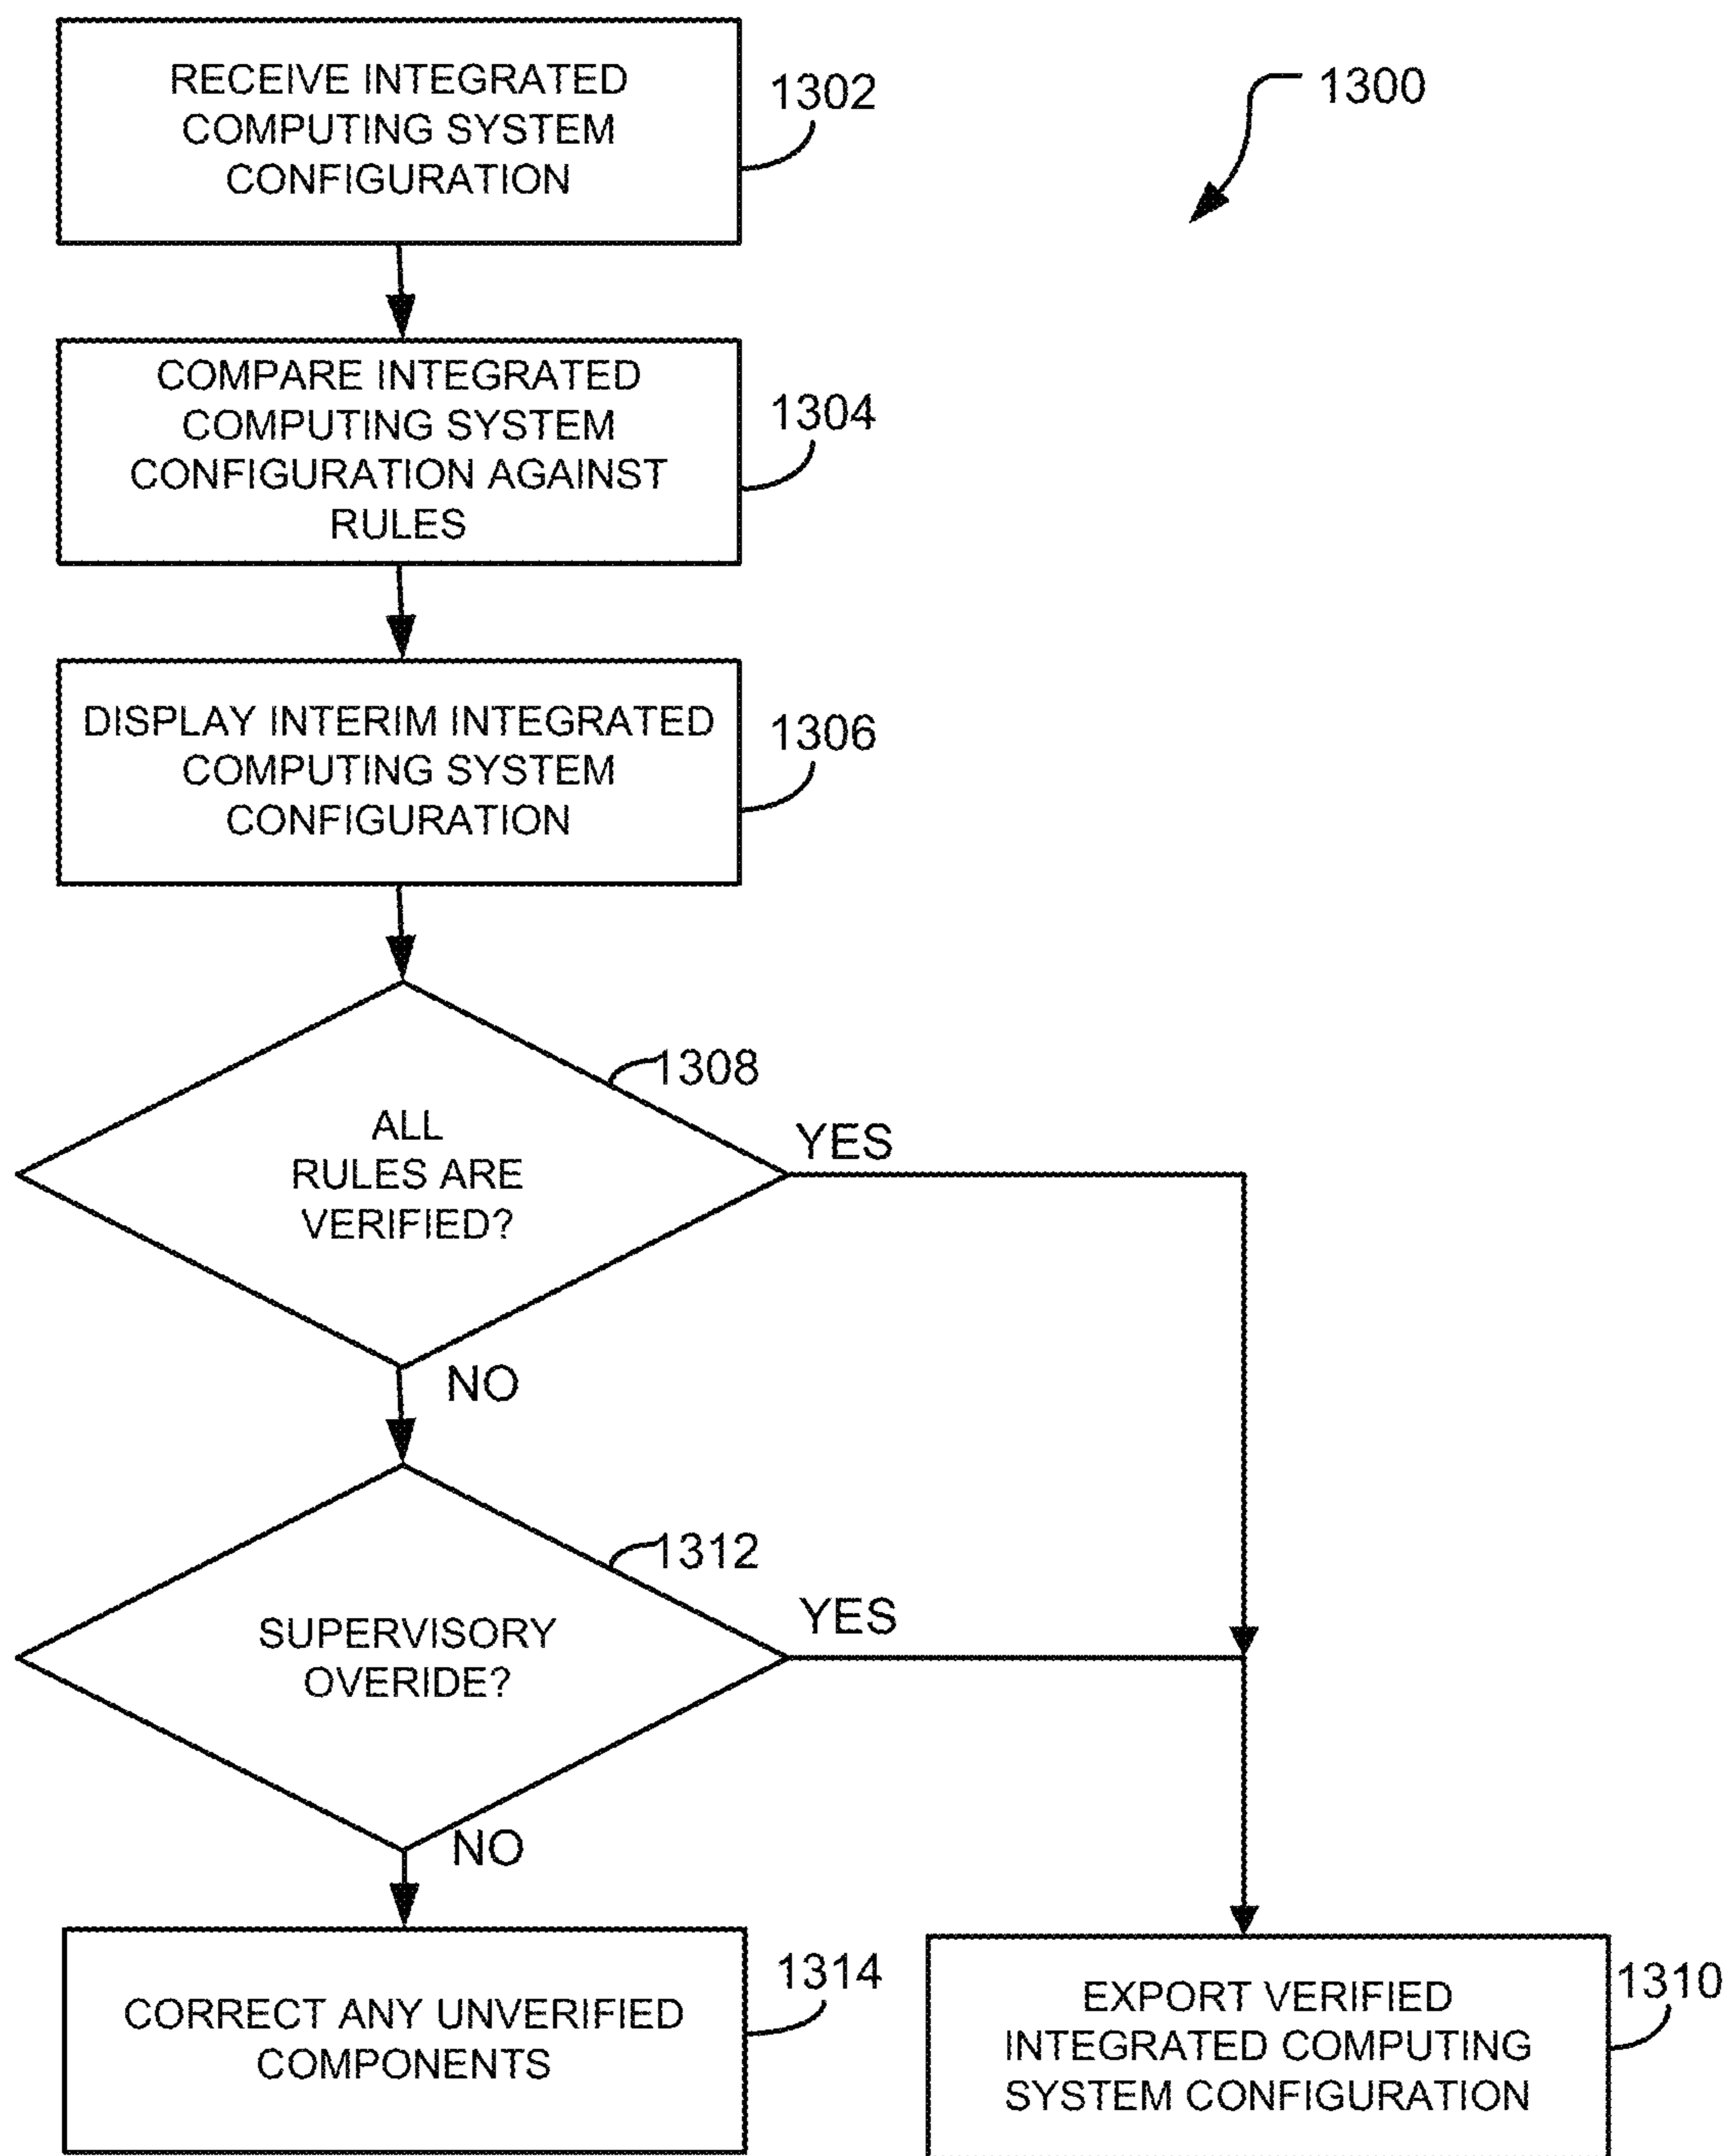 RECEIVE INTEGRATED
COMPUTING SYSTEM
CONFIGURATION
1302
1300
COMPARE INTEGRATED
COMPUTING SYSTEM
CONFIGURATION AGAINST
RULES
1304
DISPLAY INTERIM INTEGRATED
COMPUTING SYSTEM
CONFIGURATION
1306
1308
ALL
RULES ARE
VERIFIED?
YES
NO
1312
SUPERVISORY
OVERIDE?
YES
NO
CORRECT ANY UNVERIFIED
COMPONENTS
1314
EXPORT VERIFIED
INTEGRATED COMPUTING
SYSTEM CONFIGURATION
1310